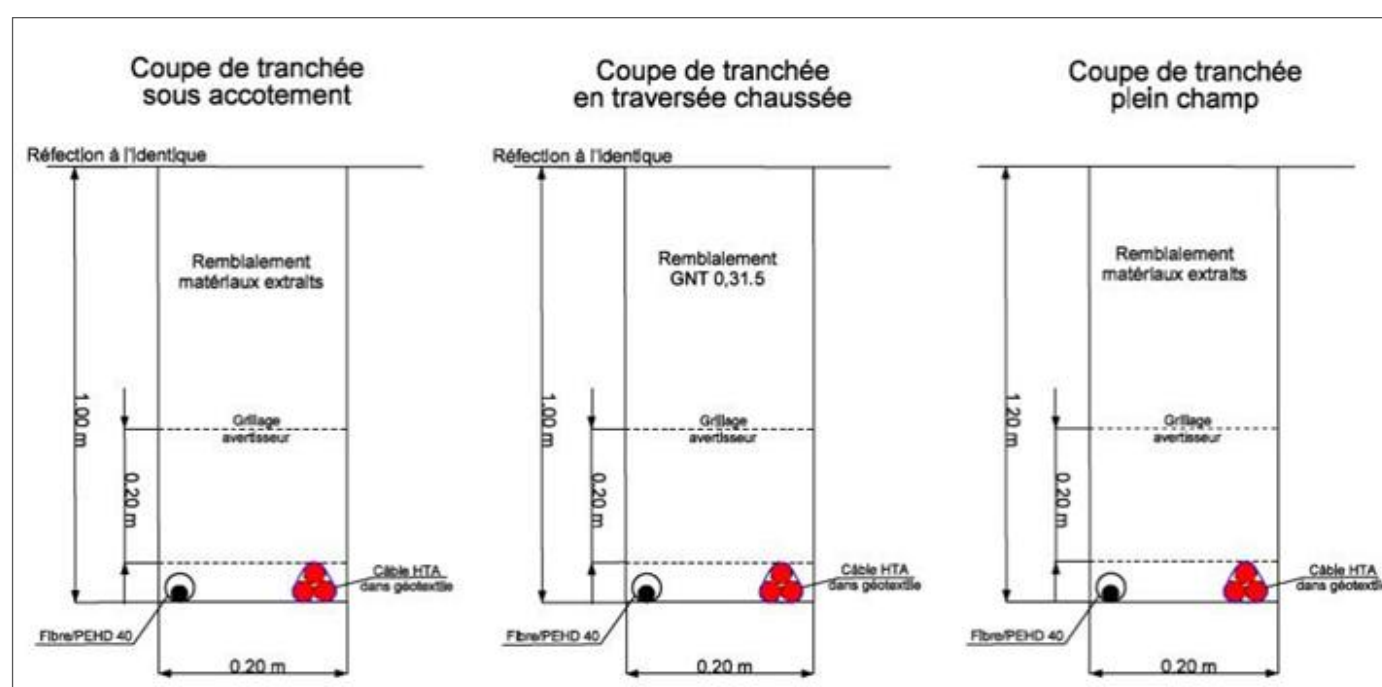 Coupe de tranchée
sous accotement
Réfection à l'identique
Remblaiement
matériaux extraits
1.00 m
Grillage
avertisseur
0.20 m
Câble HTA
dans géotextile
Fibre/PEHD 40
0.20 m
Coupe de tranchée
en traversée chaussée
Réfection à l'identique
Remblaiement
GNT 0,31.5
1.00 m
Grillage
avertisseur
0.20 m
Câble HTA
dans géotextile
Fibre/PEHD 40
0.20 m
Coupe de tranchée
plein champ
Remblaiement
matériaux extraits
1.20 m
Grillage
avertisseur
0.20 m
Câble HTA
dans géotextile
Fibre/PEHD 40
0.20 m